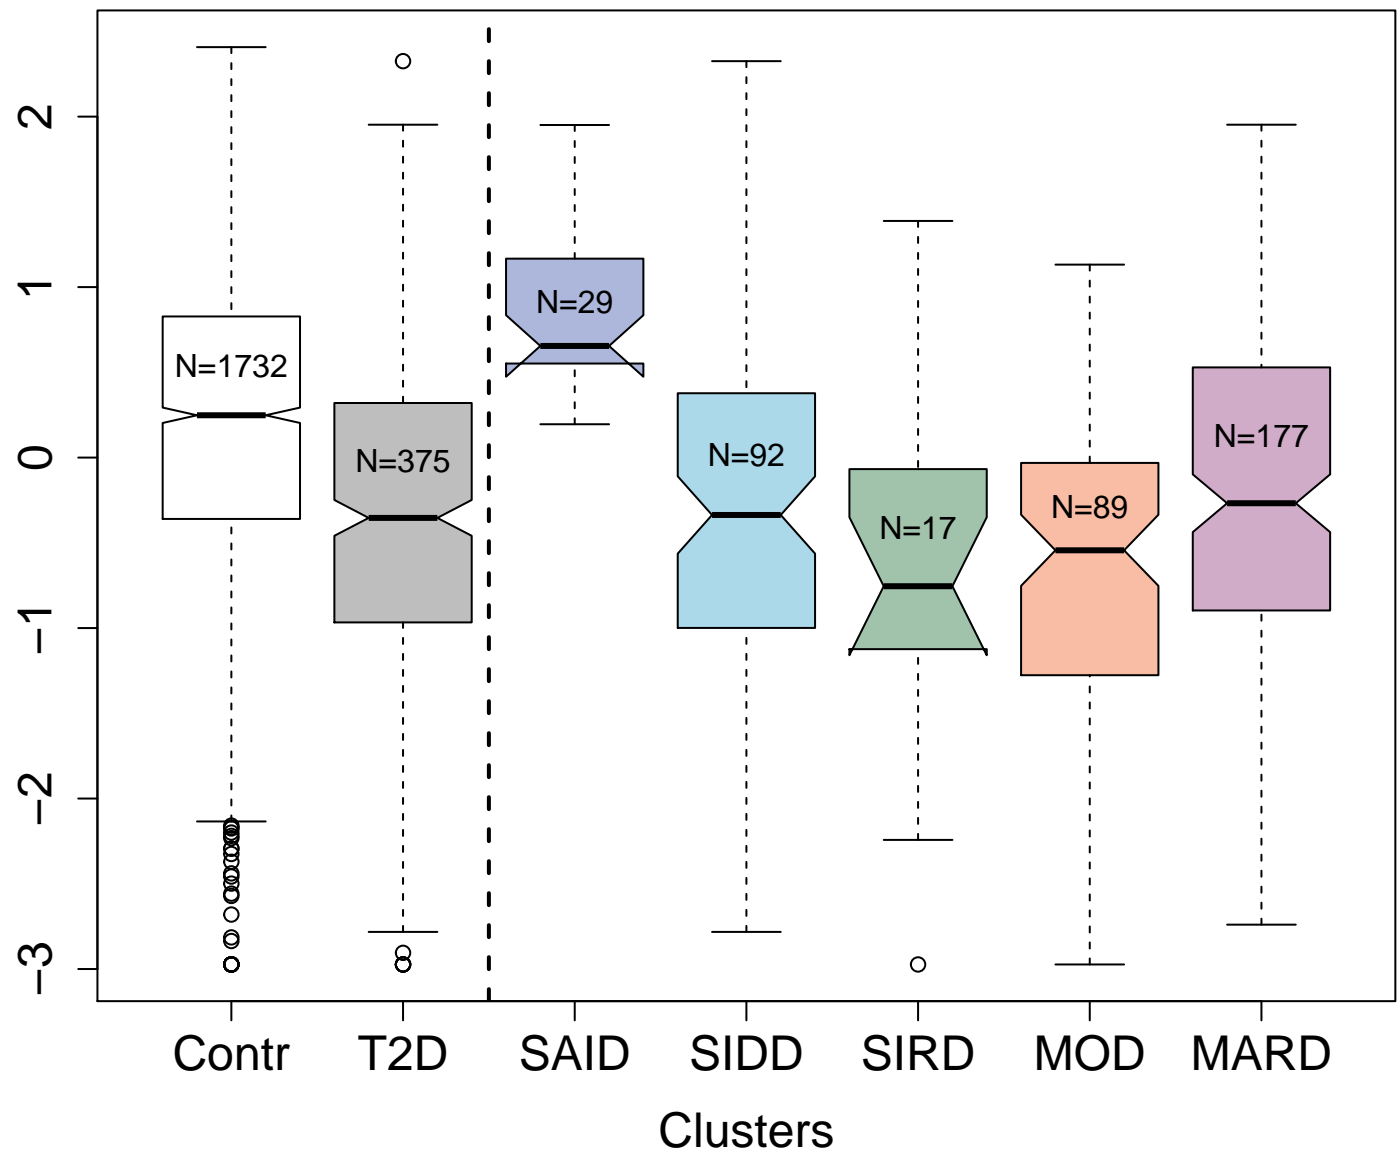 2
1
0
−1
−2
−3
N=1732
N=375
N=29
N=92
N=17
N=89
N=177
Contr T2D SAID SIDD SIRD MOD MARD
Clusters